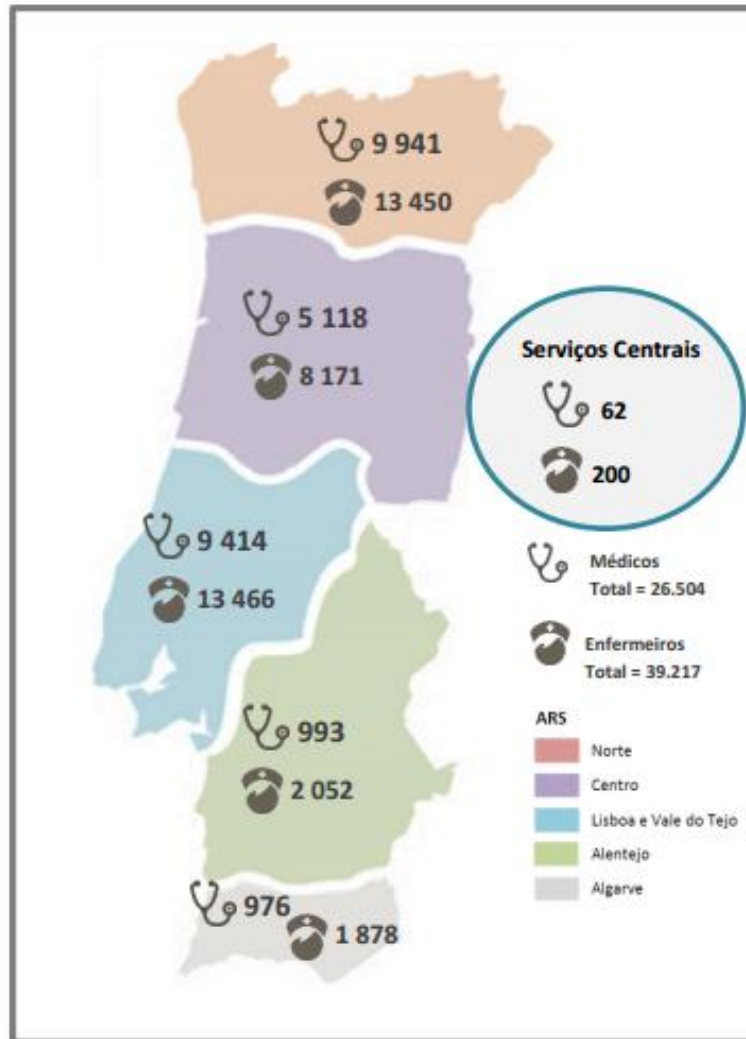 9 941
13 450
5 118
8 171
Serviços Centrais
62
200
9 414
13 466
Médicos
Total = 26.504
Enfermeiros
Total = 39.217
993
2 052
ARS
Norte
Centro
Lisboa e Vale do Tejo
Alentejo
Algarve
976
1 878